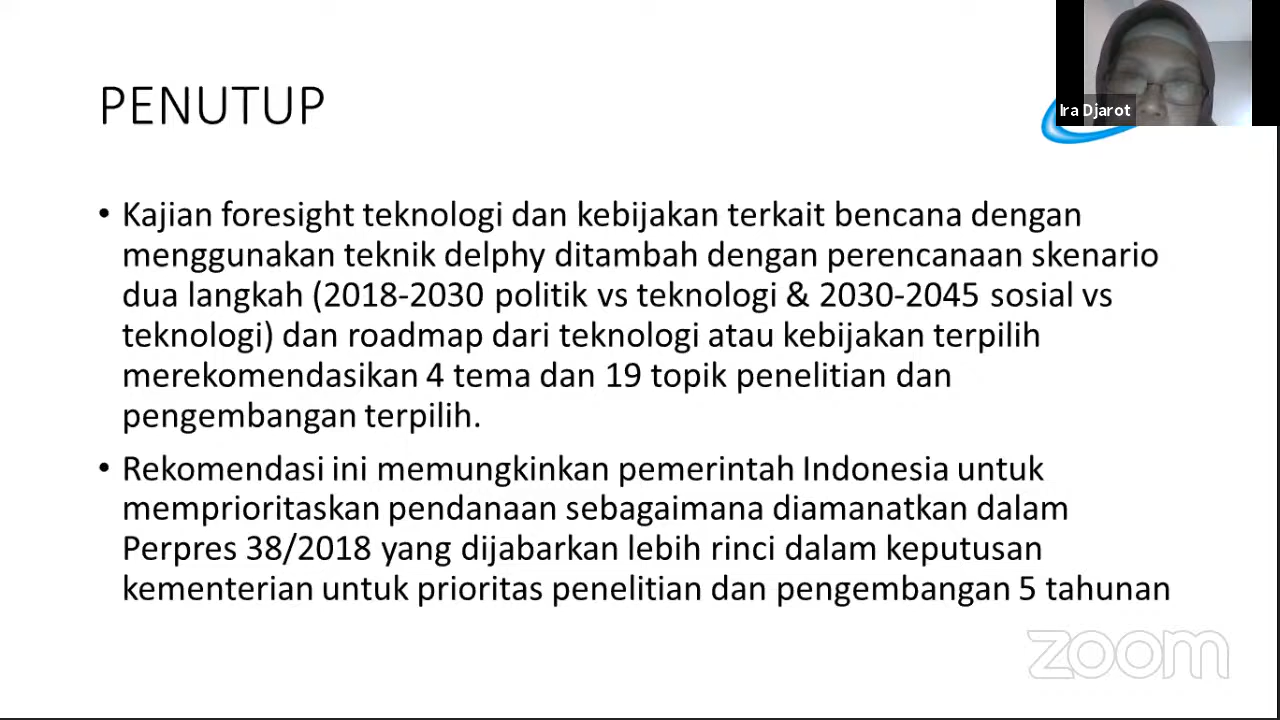 PENUTUP
Ira Djarot
• Kajian foresight teknologi dan kebijakan terkait bencana dengan
menggunakan teknik delphy ditambah dengan perencanaan skenario
dua langkah (2018-2030 politik vs teknologi & 2030-2045 sosial vs
teknologi) dan roadmap dari teknologi atau kebijakan terpilih
merekomendasikan 4 tema dan 19 topik penelitian dan
pengembangan terpilih.
• Rekomendasi ini memungkinkan pemerintah Indonesia untuk
memprioritaskan pendanaan sebagaimana diamanatkan dalam
Perpres 38/2018 yang dijabarkan lebih rinci dalam keputusan
kementerian untuk prioritas penelitian dan pengembangan 5 tahunan
zoom